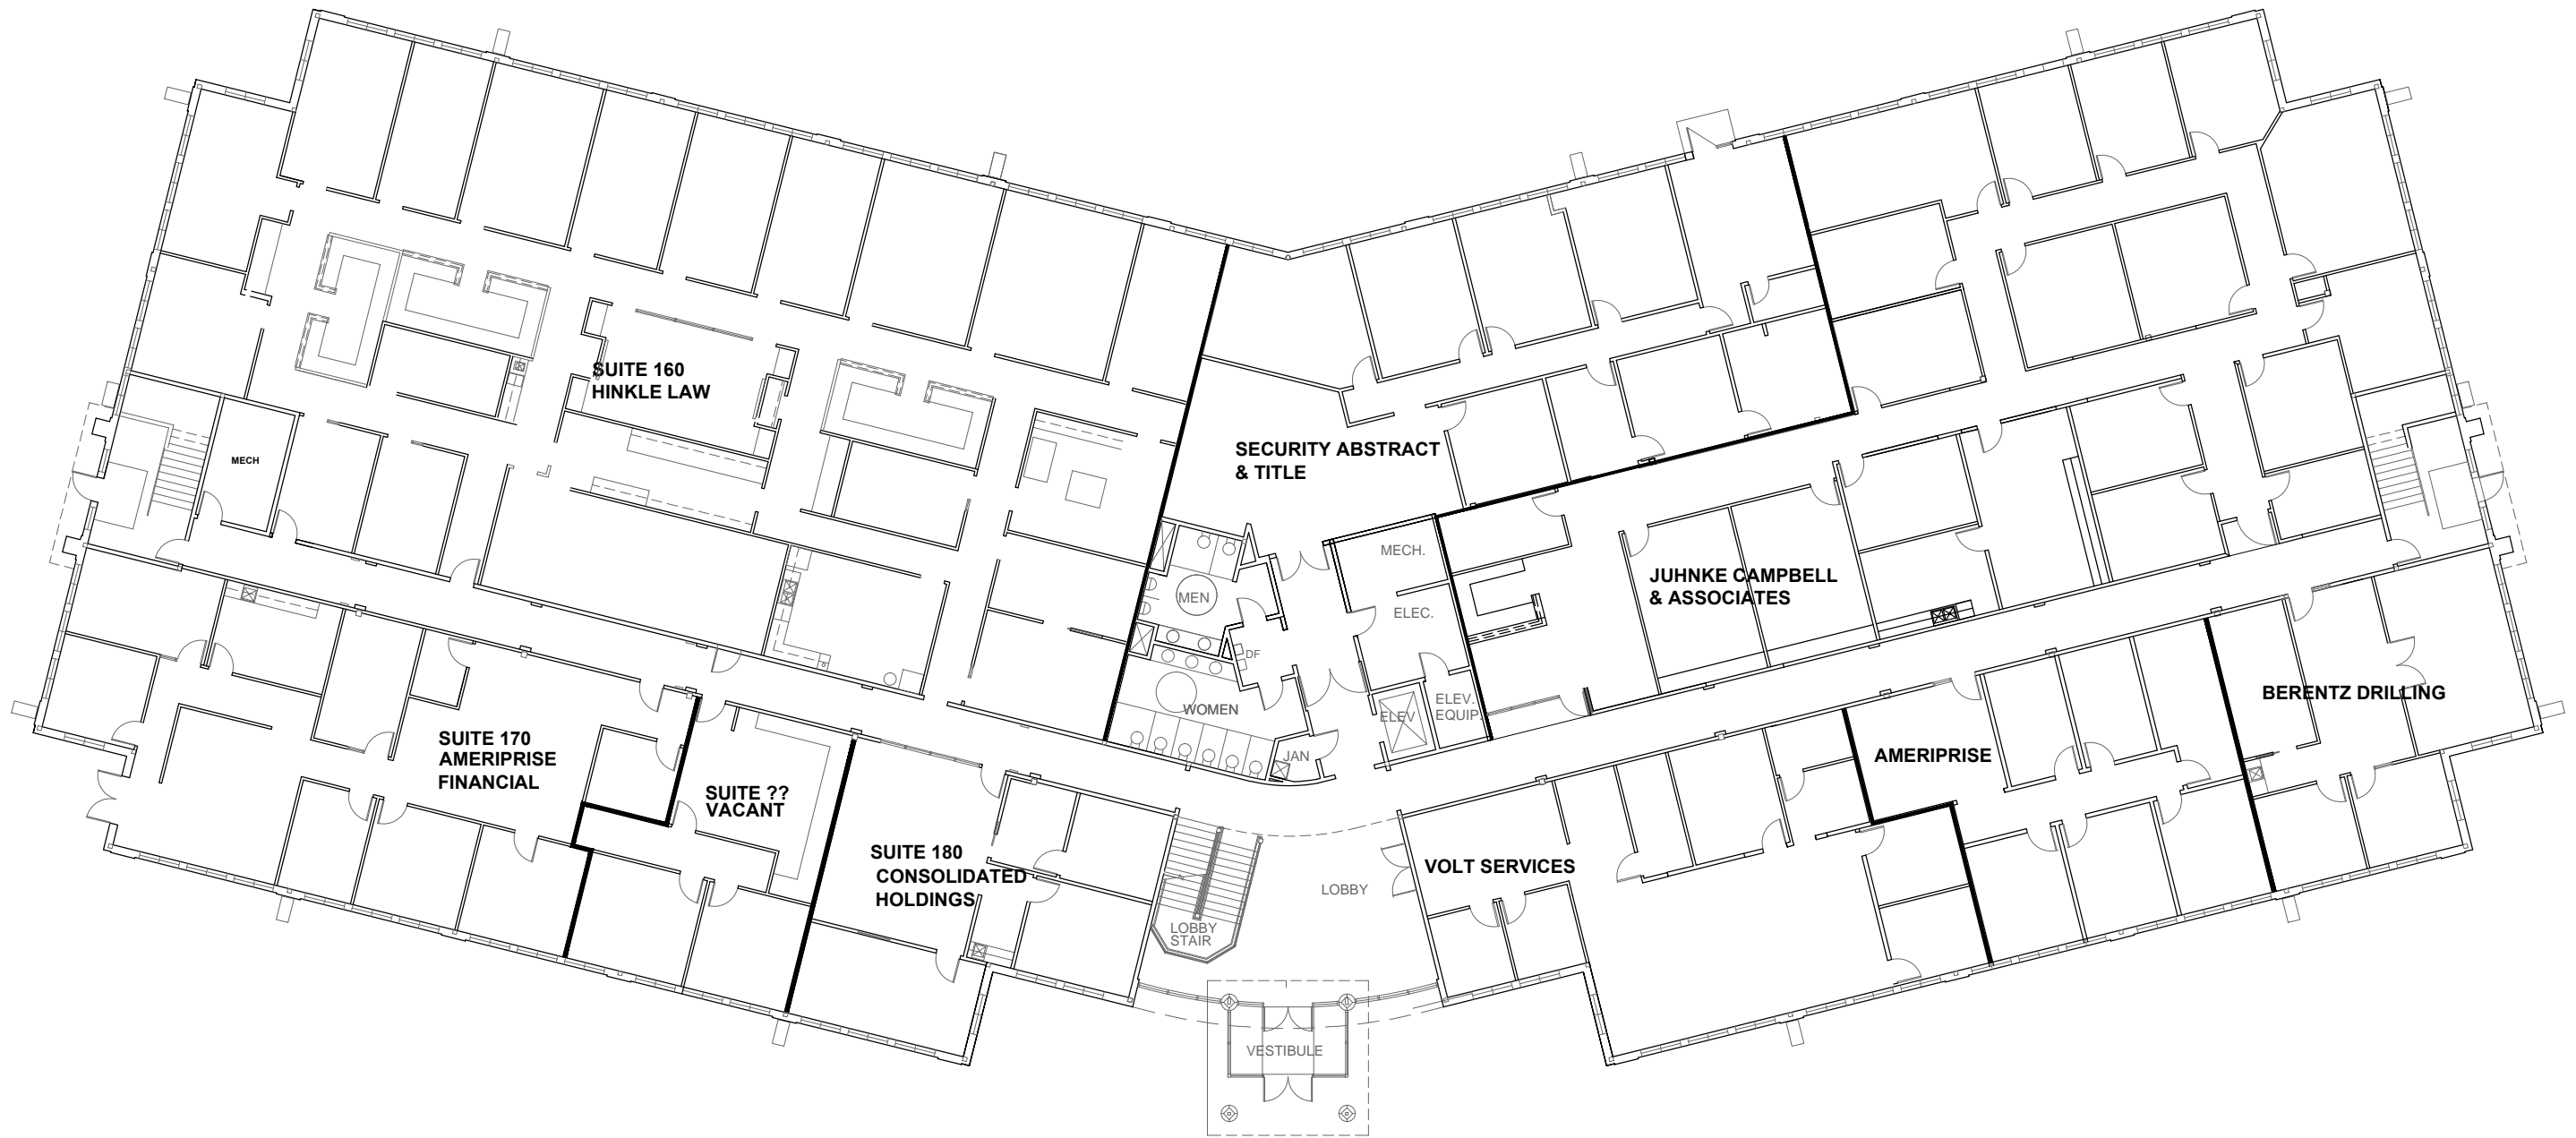 SUITE 160
HINKLE LAW
MECH
SECURITY ABSTRACT
& TITLE
MECH.
MEN
ELEC.
JUHNKE CAMPBELL
& ASSOCIATES
DF
WOMEN
ELEV
ELEV.
EQUIP.
JAN
BERENTZ DRILLING
SUITE 170
AMERIPRISE
FINANCIAL
SUITE ??
VACANT
AMERIPRISE
SUITE 180
CONSOLIDATED
HOLDINGS
VOLT SERVICES
LOBBY
LOBBY
STAIR
VESTIBULE